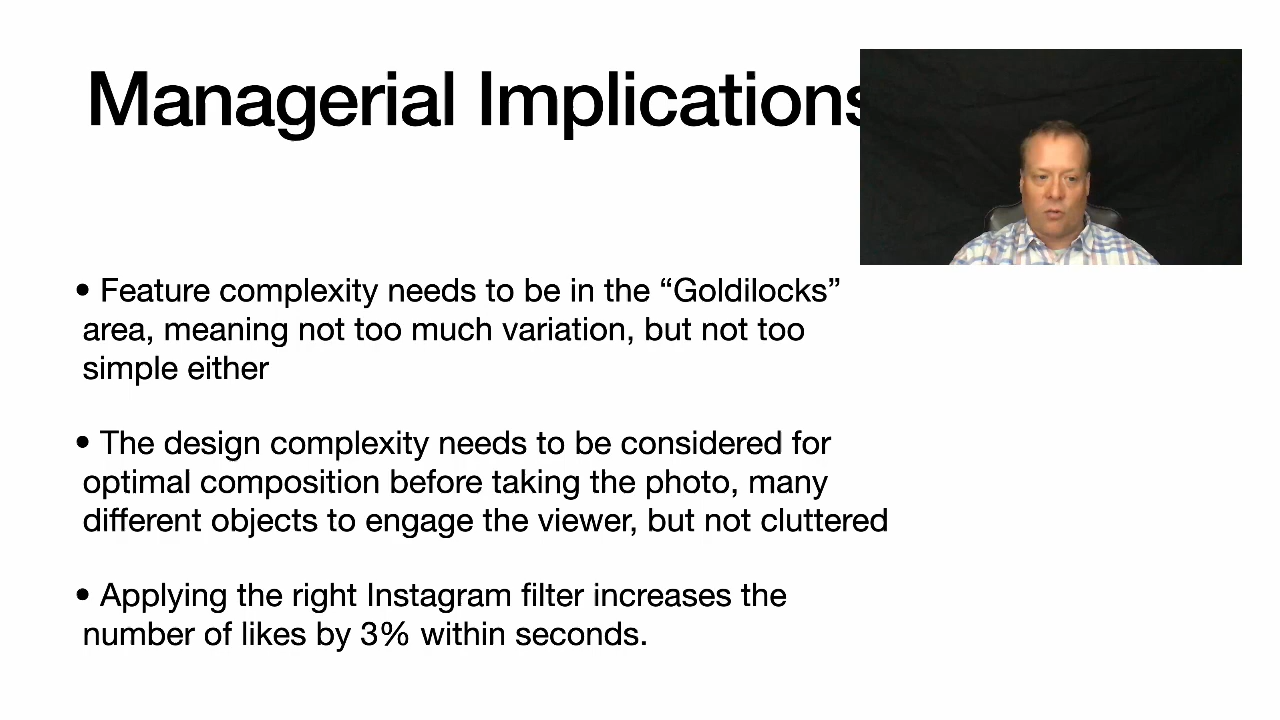 Managerial Implications
• Feature complexity needs to be in the “Goldilocks”
area, meaning not too much variation, but not too
simple either
• The design complexity needs to be considered for
optimal composition before taking the photo, many
different objects to engage the viewer, but not cluttered
• Applying the right Instagram filter increases the
number of likes by 3% within seconds.